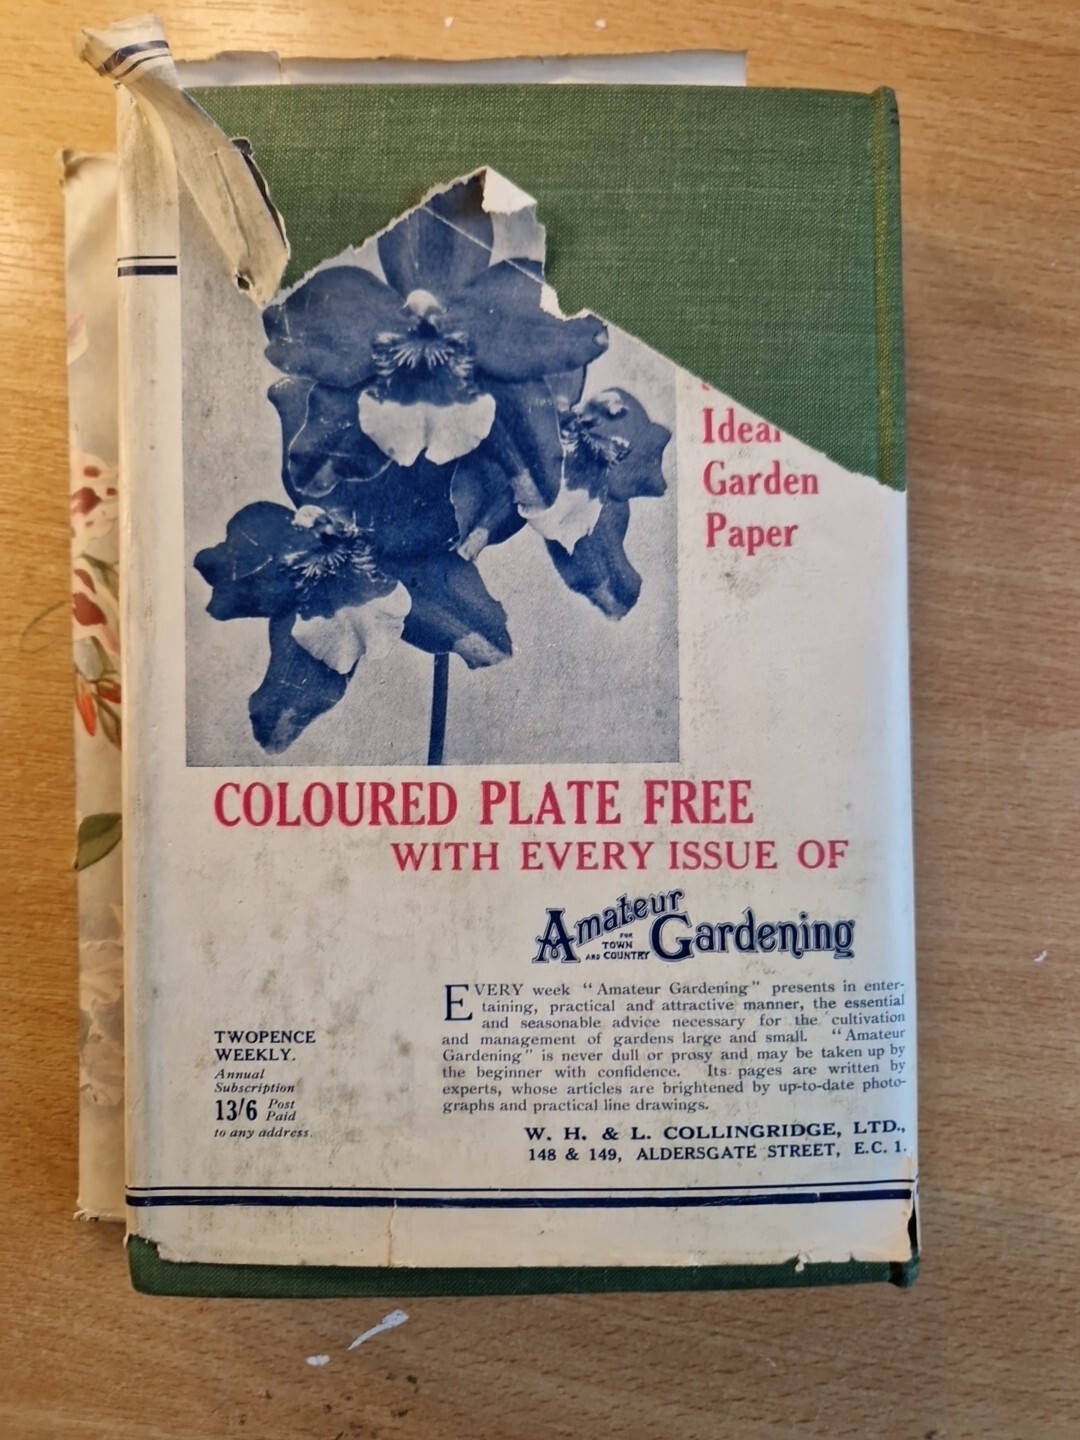 Ideal
Garden
Paper
COLOURED PLATE FREE
WITH EVERY ISSUE OF
Amateur Gardening
FOR
TOWN
AND COUNTRY
EVERY week "Amateur Gardening" presents in enter-
taining, practical and attractive manner, the essential
and seasonable advice necessary for the cultivation
and management of gardens large and small. "Amateur
Gardening" is never dull or prosy and may be taken up by
the beginner with confidence. Its pages are written by
experts, whose articles are brightened by up-to-date photo-
graphs and practical line drawings.
TWOPENCE
WEEKLY.
Annual
Subscription
13/6 Post Paid
to any address.
W. H. & L. COLLINGRIDGE, LTD.,
148 & 149, ALDERSGATE STREET, E.C. 1.